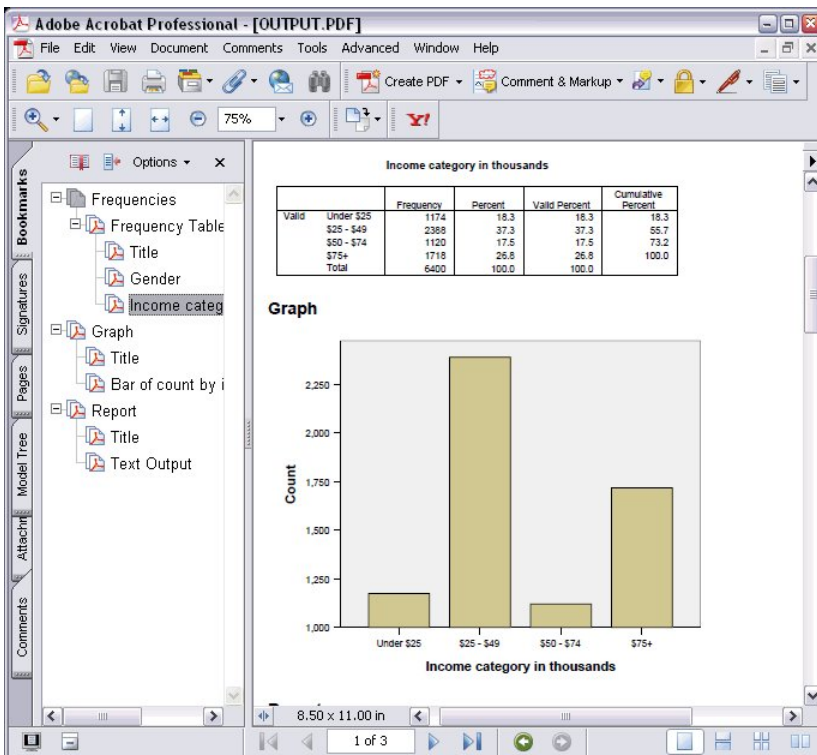 Adobe Acrobat Professional - [OUTPUT.PDF]
File Edit View Document Comments Tools Advanced Window Help
Create PDF Comment & Markup
75% Y!
Options x
Bookmarks
Signatures
Pages
Model Tree
Attachm
Comments
Frequencies
Frequency Table
Title
Gender
Income categ
Graph
Title
Bar of count by i
Report
Title
Text Output
Income category in thousands
Frequency Percent Valid Percent Cumulative Percent
Valid Under $25 1174 18.3 18.3 18.3
$25 - $49 2388 37.3 37.3 55.7
$50 - $74 1120 17.5 17.5 73.2
$75+ 1718 26.8 26.8 100.0
Total 6400 100.0 100.0
Graph
Count
2,250
2,000
1,750
1,500
1,250
1,000
Under $25 $25 - $49 $50 - $74 $75+
Income category in thousands
8.50 x 11.00 in
1 of 3